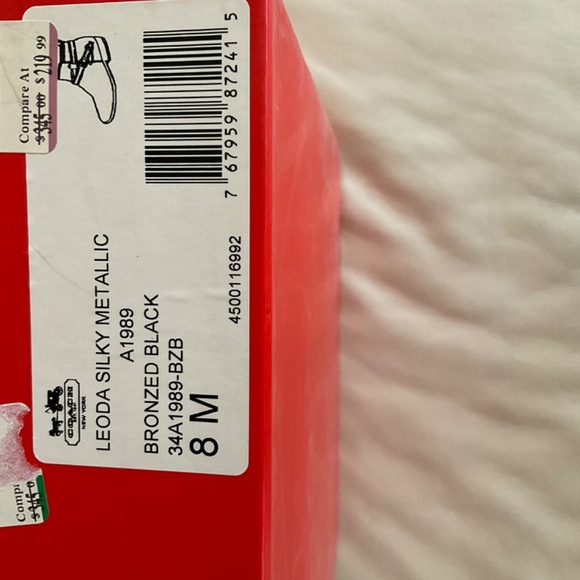 Compare At
$345.00 $219.99
7 67959 87241 5
4500116992
COACH
NEW YORK
LEODA SILKY METALLIC
A1989
BRONZED BLACK
34A1989-BZB
8 M